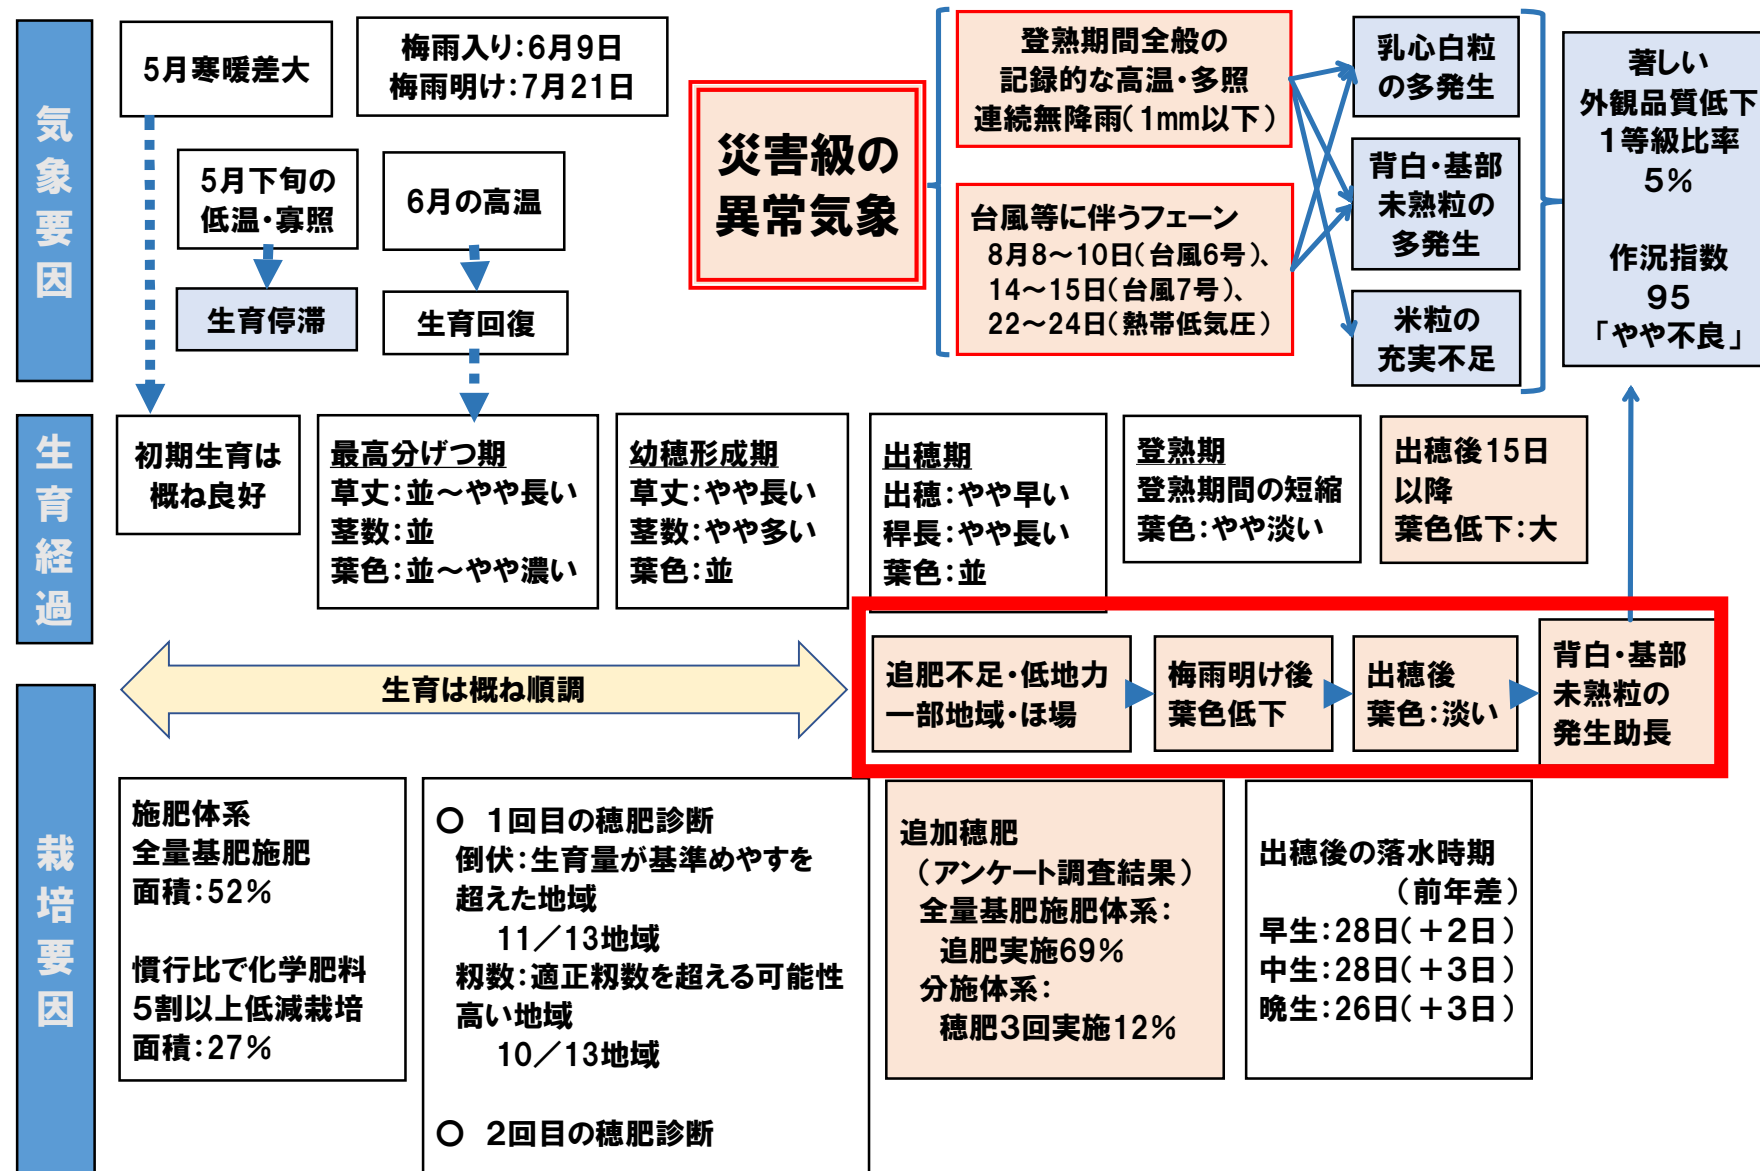 気象要因
5月寒暖差大
梅雨入り：6月9日
梅雨明け：7月21日
5月下旬の
低温・寡照
6月の高温
生育停滞
生育回復
災害級の
異常気象
登熟期間全般の
記録的な高温・多照
連続無降雨（1mm以下）
台風等に伴うフェーン
8月8～10日（台風6号）、
14～15日（台風7号）、
22～24日（熱帯低気圧）
乳心白粒
の多発生
背白・基部
未熟粒の
多発生
米粒の
充実不足
著しい
外観品質低下
1等級比率
5％
作況指数
95
「やや不良」
生育経過
初期生育は
概ね良好
最高分げつ期
草丈：並～やや長い
茎数：並
葉色：並～やや濃い
幼穂形成期
草丈：やや長い
茎数：やや多い
葉色：並
出穂期
出穂：やや早い
稈長：やや長い
葉色：並
登熟期
登熟期間の短縮
葉色：やや淡い
出穂後15日
以降
葉色低下：大
生育は概ね順調
追肥不足・低地力
一部地域・ほ場
梅雨明け後
葉色低下
出穂後
葉色：淡い
背白・基部
未熟粒の
発生助長
栽培要因
施肥体系
全量基肥施肥
面積：52％
慣行比で化学肥料
5割以上低減栽培
面積：27％
○ 1回目の穂肥診断
倒伏：生育量が基準めやすを
超えた地域
11／13地域
籾数：適正籾数を超える可能性
高い地域
10／13地域
○ 2回目の穂肥診断
追加穂肥
（アンケート調査結果）
全量基肥施肥体系：
追肥実施69％
分施体系：
穂肥3回実施12％
出穂後の落水時期
（前年差）
早生：28日（＋2日）
中生：28日（＋3日）
晩生：26日（＋3日）